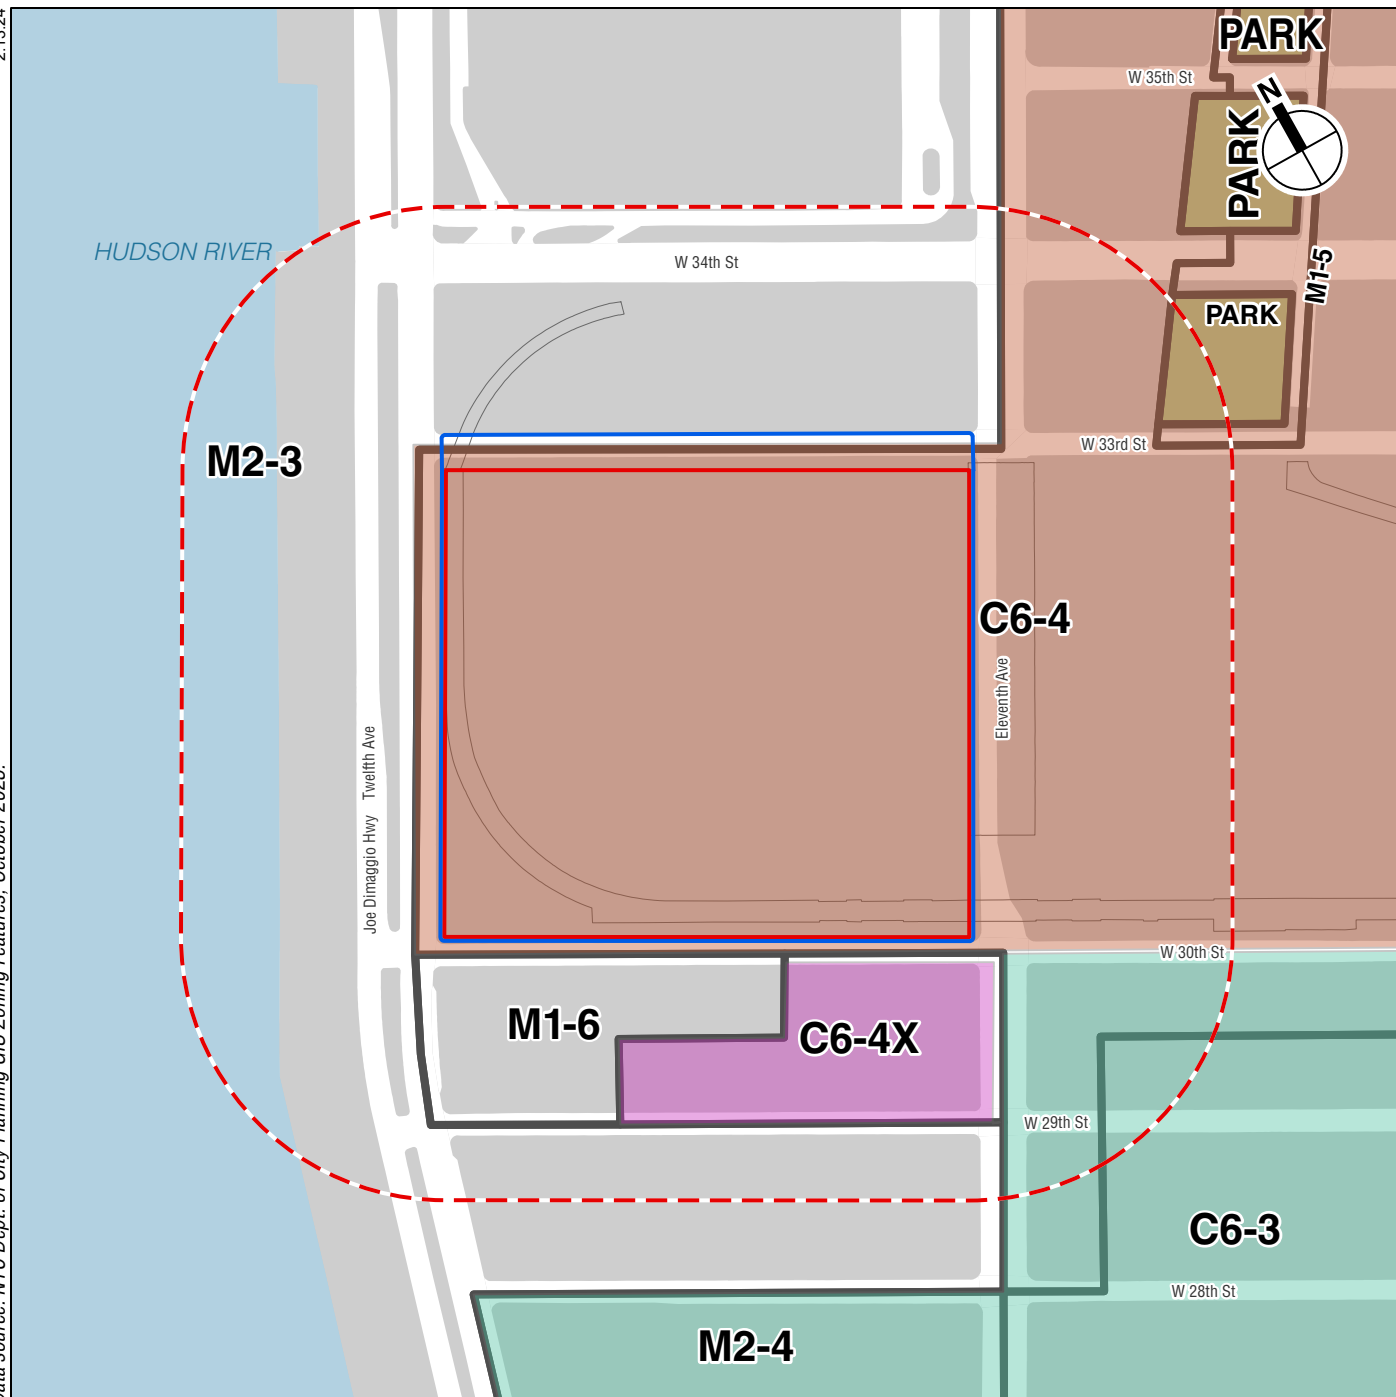 PARK
W 35th St
N
PARK
HUDSON RIVER
W 34th St
M1-5
PARK
W 33rd St
M2-3
C6-4
Eleventh Ave
Joe Dimaggio Hwy Twelfth Ave
W 30th St
M1-6
C6-4X
W 29th St
C6-3
W 28th St
M2-4